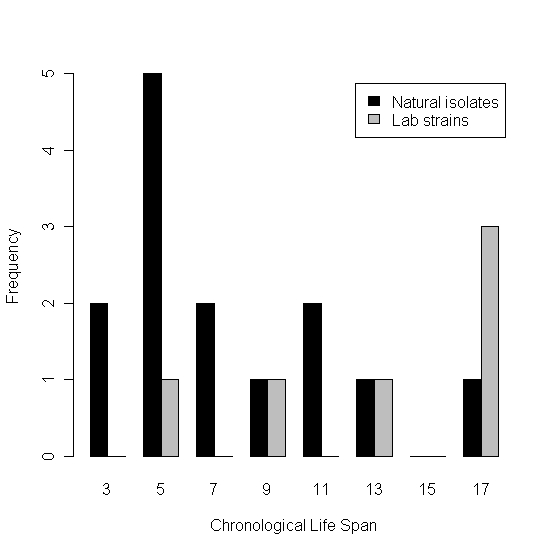 Natural isolates
Lab strains
Frequency
5
4
3
2
1
0
3 5 7 9 11 13 15 17
Chronological Life Span